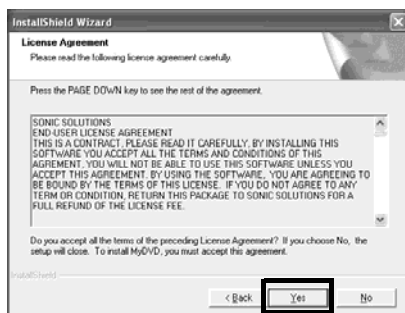 InstallShield Wizard
License Agreement
Please read the following license agreement carefully.
Press the PAGE DOWN key to see the rest of the agreement.
SONIC SOLUTIONS
END-USER LICENSE AGREEMENT
THIS IS A CONTRACT. PLEASE READ IT CAREFULLY. BY INSTALLING THIS
SOFTWARE YOU ACCEPT ALL THE TERMS AND CONDITIONS OF THIS
AGREMENT. YOU WILL NOT BE ABLE TO USE THIS SOFTWARE UNLESS YOU
ACCEPT THIS AGREEMENT. BY USING THE SOFTWARE, YOU ARE AGREEING TO
BE BOUND BY THE TERMS OF THIS LICENSE. IF YOU DO NOT AGREE TO ANY
TERM OR CONDITION, RETURN THIS PACKAGE TO SONIC SOLUTIONS FOR A
FULL REFUND OF THE LICENSE FEE.
Do you accept all the terms of the preceding License Agreement? If you choose No, the
setup will close. To install MyDVD, you must accept this agreement.
InstallShield
< Back Yes No